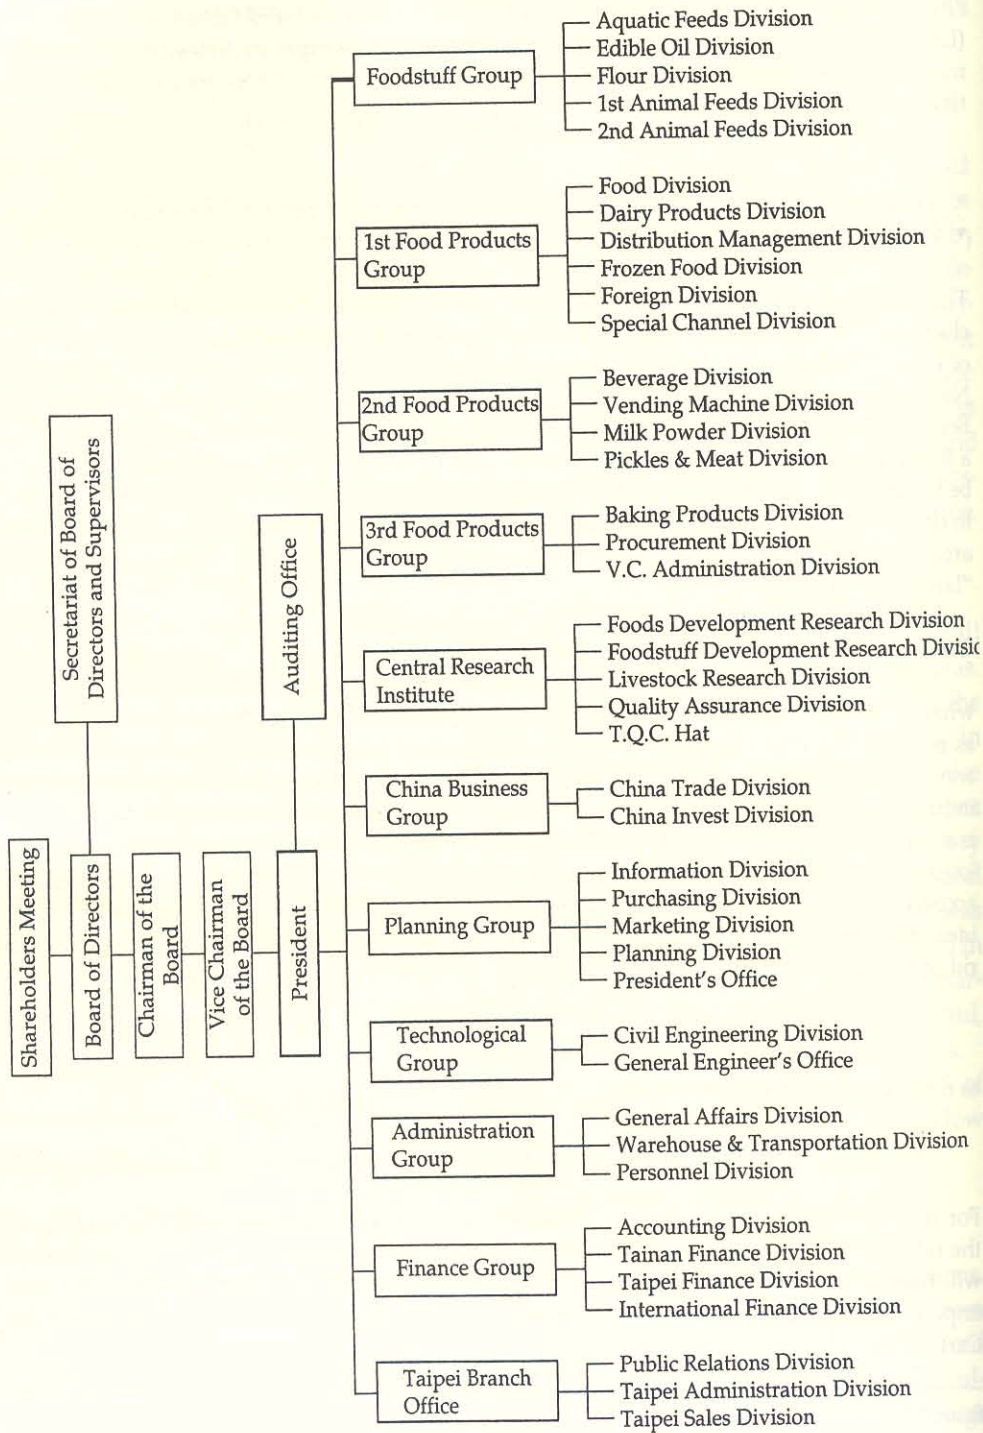 Shareholders Meeting
Board of Directors
Secretariat of Board of
Directors and Supervisors
Chairman of the
Board
Vice Chairman
of the Board
President
Auditing Office
Foodstuff Group
Aquatic Feeds Division
Edible Oil Division
Flour Division
1st Animal Feeds Division
2nd Animal Feeds Division
1st Food Products
Group
Food Division
Dairy Products Division
Distribution Management Division
Frozen Food Division
Foreign Division
Special Channel Division
2nd Food Products
Group
Beverage Division
Vending Machine Division
Milk Powder Division
Pickles & Meat Division
3rd Food Products
Group
Baking Products Division
Procurement Division
V.C. Administration Division
Central Research
Institute
Foods Development Research Division
Foodstuff Development Research Divisic
Livestock Research Division
Quality Assurance Division
T.Q.C. Hat
China Business
Group
China Trade Division
China Invest Division
Planning Group
Information Division
Purchasing Division
Marketing Division
Planning Division
President's Office
Technological
Group
Civil Engineering Division
General Engineer's Office
Administration
Group
General Affairs Division
Warehouse & Transportation Division
Personnel Division
Finance Group
Accounting Division
Tainan Finance Division
Taipei Finance Division
International Finance Division
Taipei Branch
Office
Public Relations Division
Taipei Administration Division
Taipei Sales Division